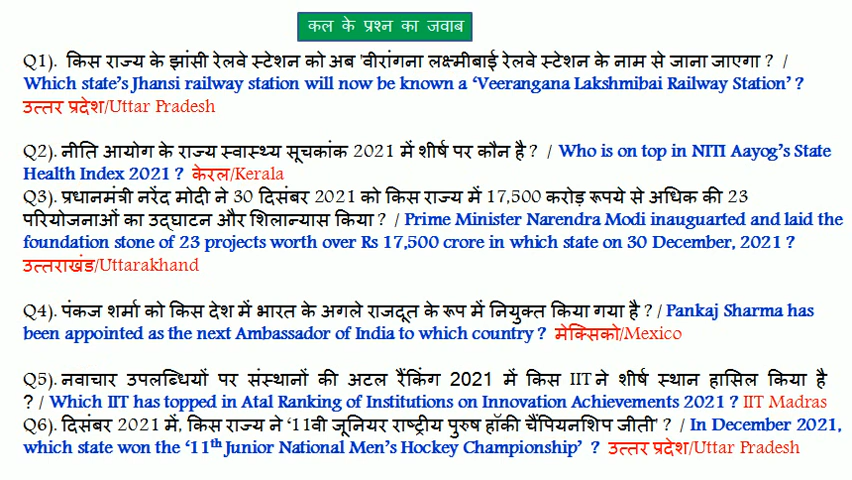 कल के प्रश्न का जवाब
Q1). किस राज्य के झांसी रेलवे स्टेशन को अब 'वीरांगना लक्ष्मीबाई रेलवे स्टेशन के नाम से जाना जाएगा ? /
Which state's Jhansi railway station will now be known a 'Veerangana Lakshmibai Railway Station' ?
उत्तर प्रदेश/Uttar Pradesh
Q2). नीति आयोग के राज्य स्वास्थ्य सूचकांक 2021 में शीर्ष पर कौन है ? / Who is on top in NITI Aayog's State
Health Index 2021 ? केरल/Kerala
Q3). प्रधानमंत्री नरेंद मोदी ने 30 दिसंबर 2021 को किस राज्य में 17,500 करोड़ रूपये से अधिक की 23
परियोजनाओं का उद्घाटन और शिलान्यास किया ? / Prime Minister Narendra Modi inauguarted and laid the
foundation stone of 23 projects worth over Rs 17,500 crore in which state on 30 December, 2021 ?
उत्तराखंड/Uttarakhand
Q4). पंकज शर्मा को किस देश में भारत के अगले राजदूत के रूप में नियुक्त किया गया है ? / Pankaj Sharma has
been appointed as the next Ambassador of India to which country ? मेक्सिको/Mexico
Q5). नवाचार उपलब्धियों पर संस्थानों की अटल रैंकिंग 2021 में किस IIT ने शीर्ष स्थान हासिल किया है
? / Which IIT has topped in Atal Ranking of Institutions on Innovation Achievements 2021 ? IIT Madras
Q6). दिसंबर 2021 में, किस राज्य ने '11वी जूनियर राष्ट्रीय पुरुष हॉकी चैंपियनशिप जीती' ? / In December 2021,
which state won the '11th Junior National Men's Hockey Championship' ? उत्तर प्रदेश/Uttar Pradesh